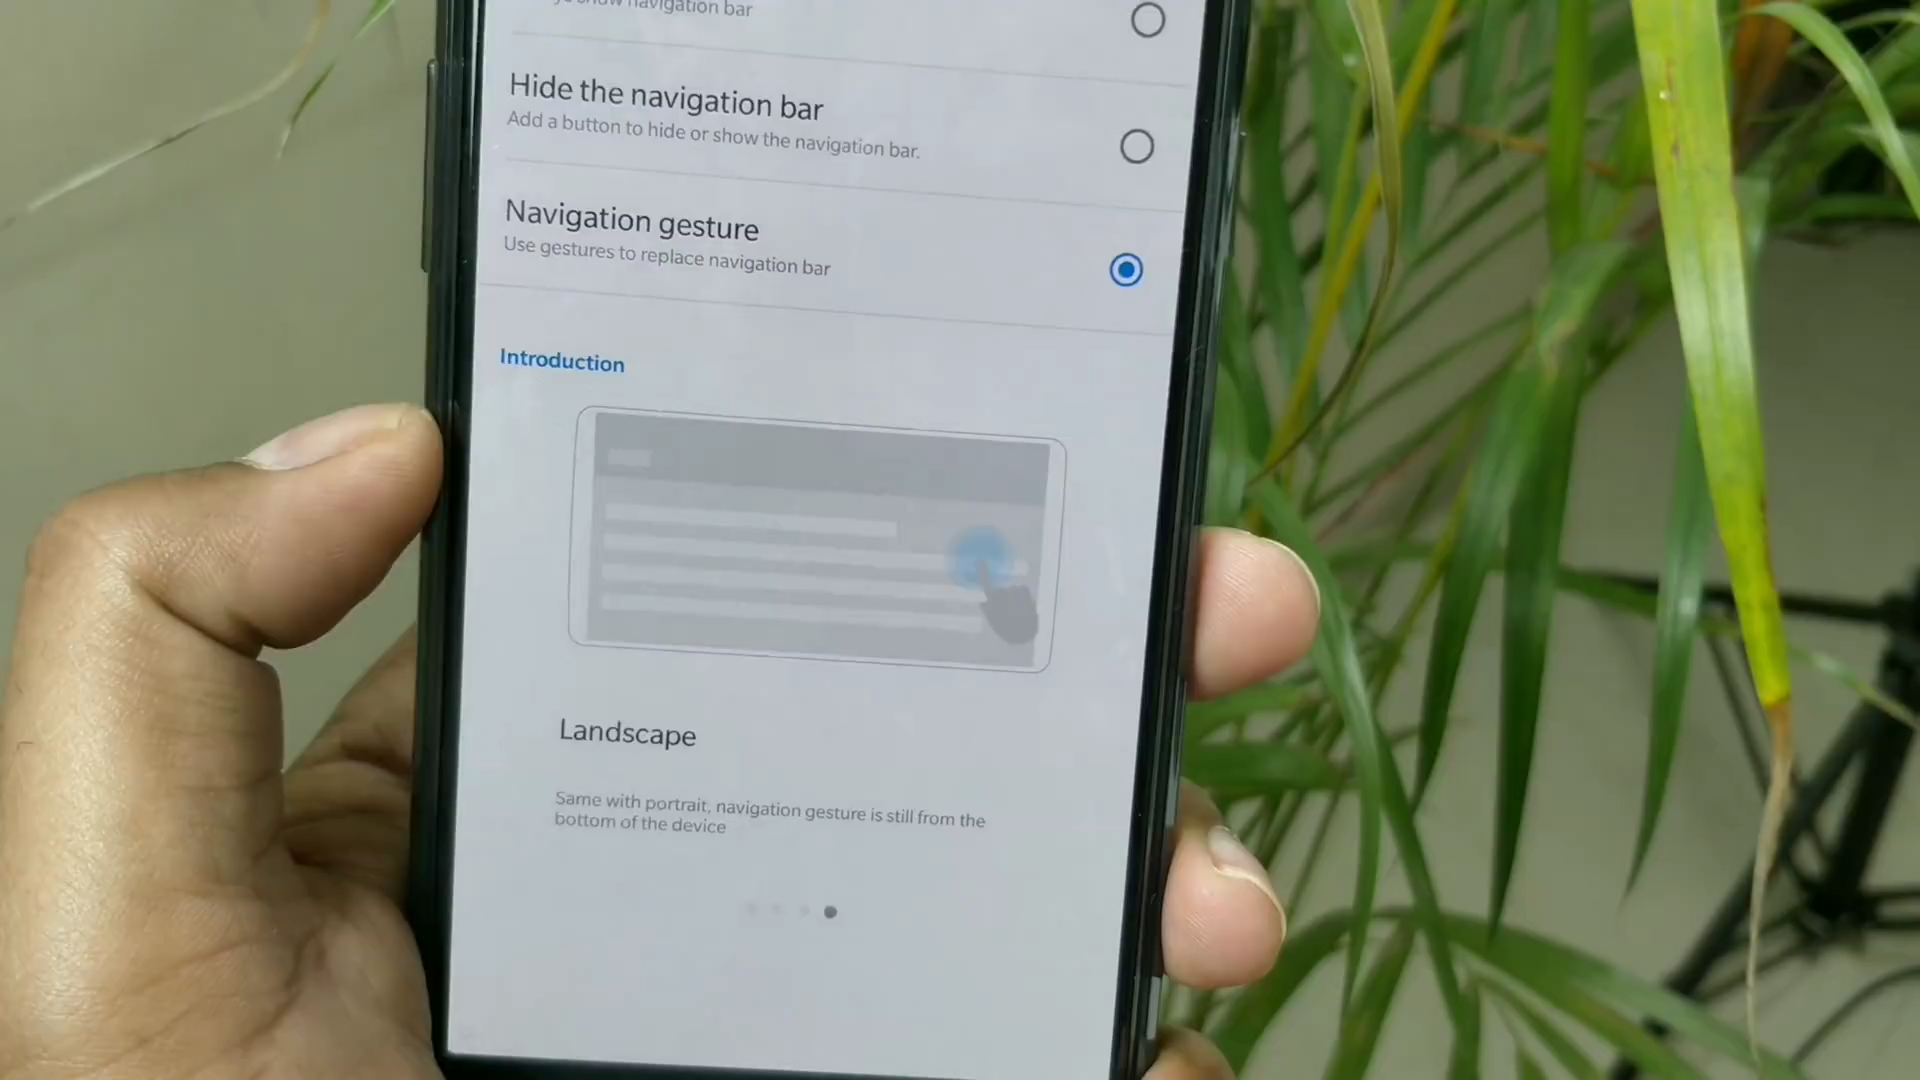 show navigation bar
Hide the navigation bar
Add a button to hide or show the navigation bar.
Navigation gesture
Use gestures to replace navigation bar
Introduction
Landscape
Same with portrait, navigation gesture is still from the
bottom of the device